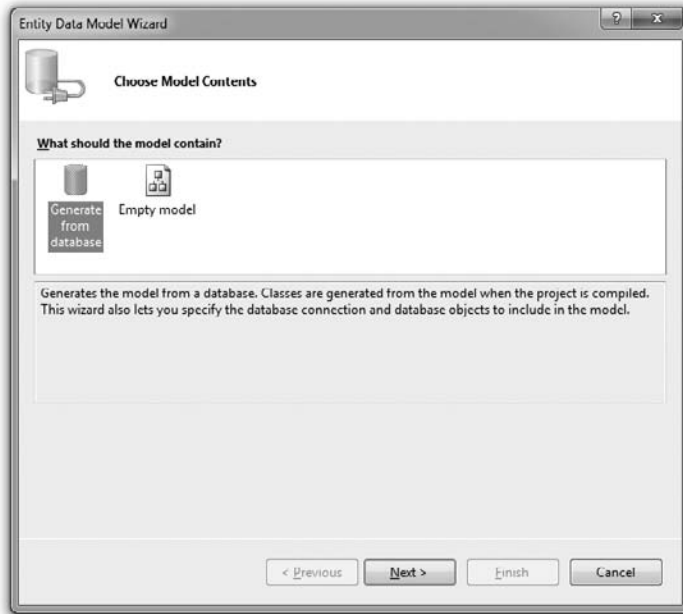 Entity Data Model Wizard
Choose Model Contents
What should the model contain?
Generate
from
database
Empty model
Generates the model from a database. Classes are generated from the model when the project is compiled.
This wizard also lets you specify the database connection and database objects to include in the model.
< Previous
Next >
Finish
Cancel